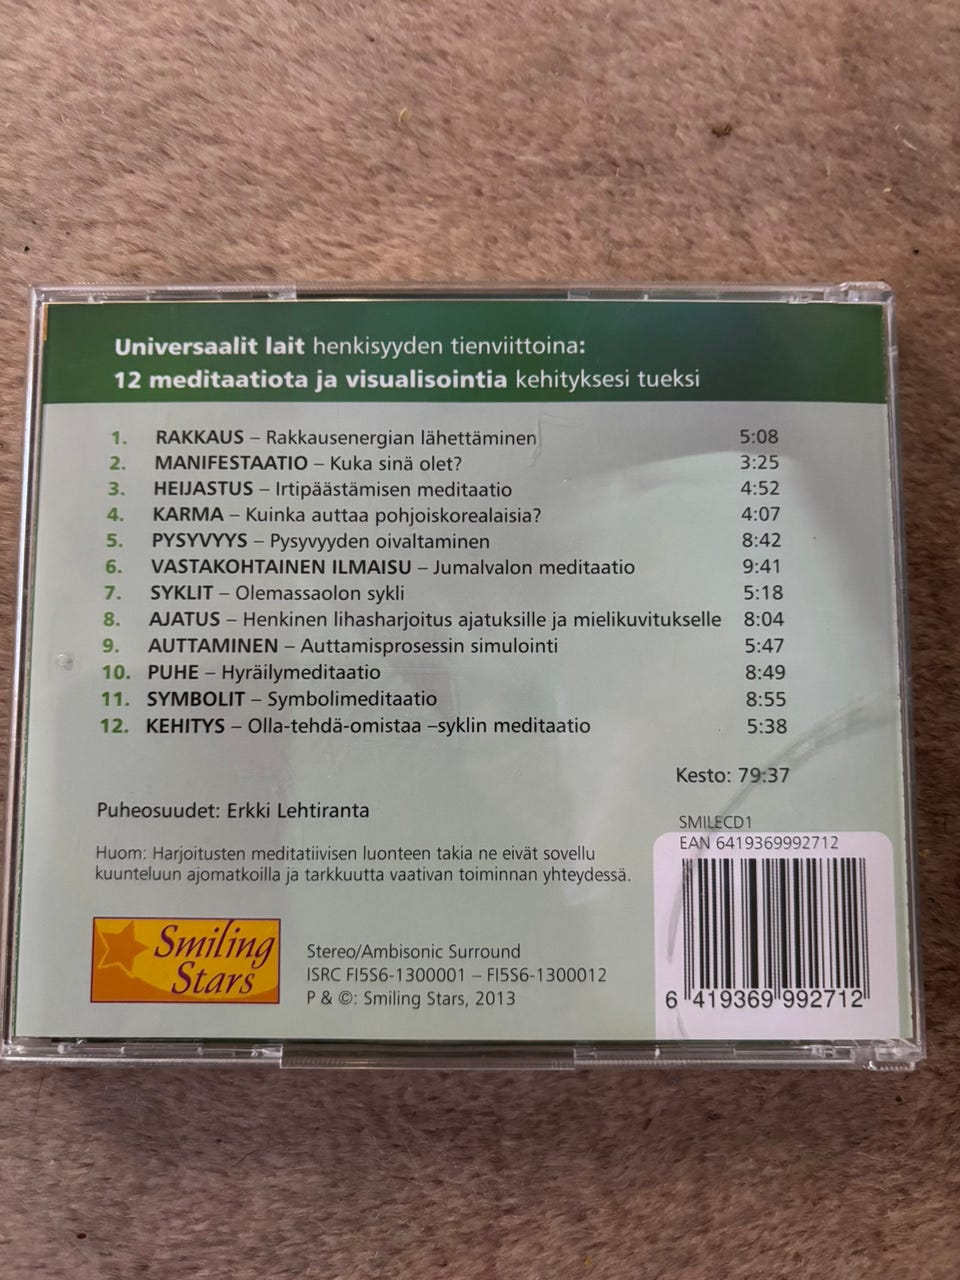 Universaalit lait henkisyyden tienviittoina:
12 meditaatiota ja visualisointia kehityksesi tueksi
1. RAKKAUS – Rakkausenergian lähettäminen 5:08
2. MANIFESTAATIO – Kuka sinä olet? 3:25
3. HEIJASTUS – Irtipäästämisen meditaatio 4:52
4. KARMA – Kuinka auttaa pohjoiskorealaisia? 4:07
5. PYSYVYYS – Pysyvyyden oivaltaminen 8:42
6. VASTAKOHTAINEN ILMAISU – Jumalvalon meditaatio 9:41
7. SYKLIT – Olemassaolon sykli 5:18
8. AJATUS – Henkinen lihasharjoitus ajatuksille ja mielikuvitukselle 8:04
9. AUTTAMINEN – Auttamisprosessin simulointi 5:47
10. PUHE – Hyräilymeditaatio 8:49
11. SYMBOLIT – Symbolimeditaatio 8:55
12. KEHITYS – Olla-tehdä-omistaa –syklin meditaatio 5:38
Kesto: 79:37
Puheosuudet: Erkki Lehtiranta
SMILECD1
EAN 6419369992712
Huom: Harjoitusten meditatiivisen luonteen takia ne eivät sovellu
kuunteluun ajomatkoilla ja tarkkuutta vaativan toiminnan yhteydessä.
Smiling
Stars
Stereo/Ambisonic Surround
ISRC FI5S6-1300001 – FI5S6-1300012
P & ©: Smiling Stars, 2013
6 419369 992712